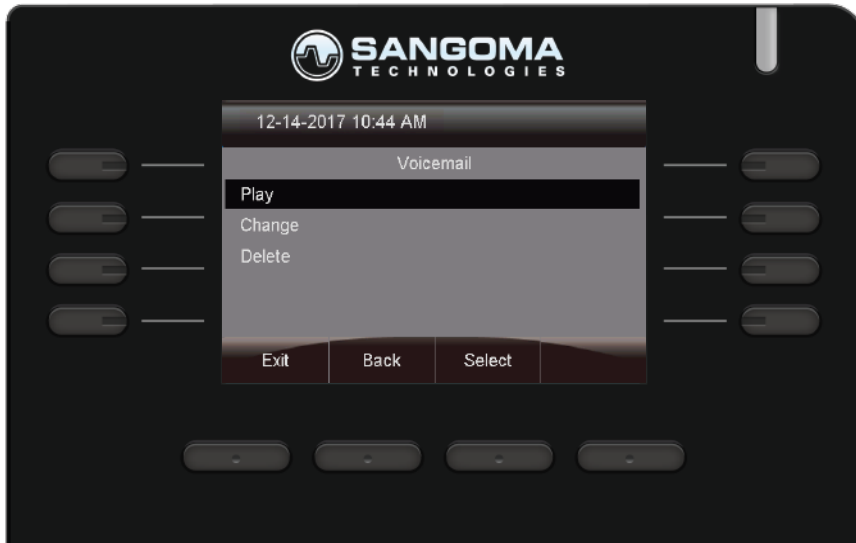 SANGOMA
TECHNOLOGIES
12-14-2017 10:44 AM
Voicemail
Play
Change
Delete
Exit Back Select